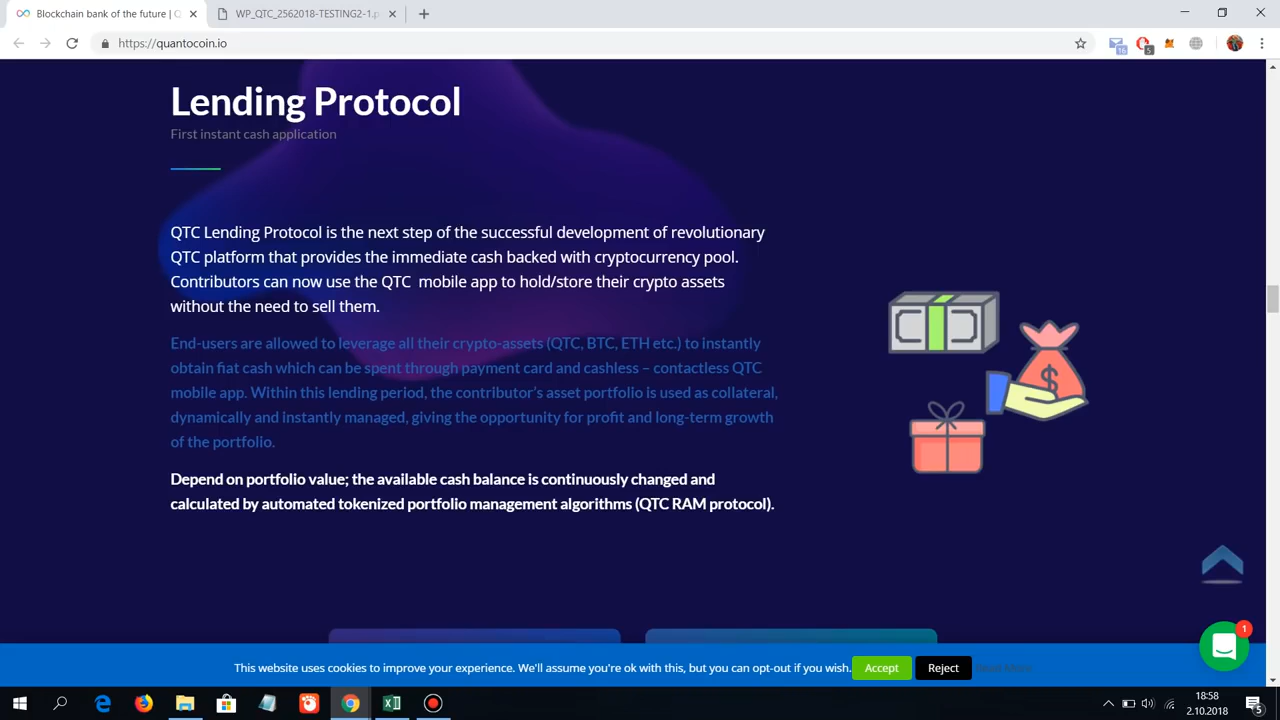 Blockchain bank of the future |
WP_QTC_2562018-TESTING2-1.p
https://quantocoin.io
16
5
Lending Protocol
First instant cash application
QTC Lending Protocol is the next step of the successful development of revolutionary
QTC platform that provides the immediate cash backed with cryptocurrency pool.
Contributors can now use the QTC mobile app to hold/store their crypto assets
without the need to sell them.
End-users are allowed to leverage all their crypto-assets (QTC, BTC, ETH etc.) to instantly
obtain fiat cash which can be spent through payment card and cashless – contactless QTC
mobile app. Within this lending period, the contributor's asset portfolio is used as collateral,
dynamically and instantly managed, giving the opportunity for profit and long-term growth
of the portfolio.
Depend on portfolio value; the available cash balance is continuously changed and
calculated by automated tokenized portfolio management algorithms (QTC RAM protocol).
$
1
This website uses cookies to improve your experience. We'll assume you're ok with this, but you can opt-out if you wish. Accept Reject Read More
18:58
2.10.2018
5